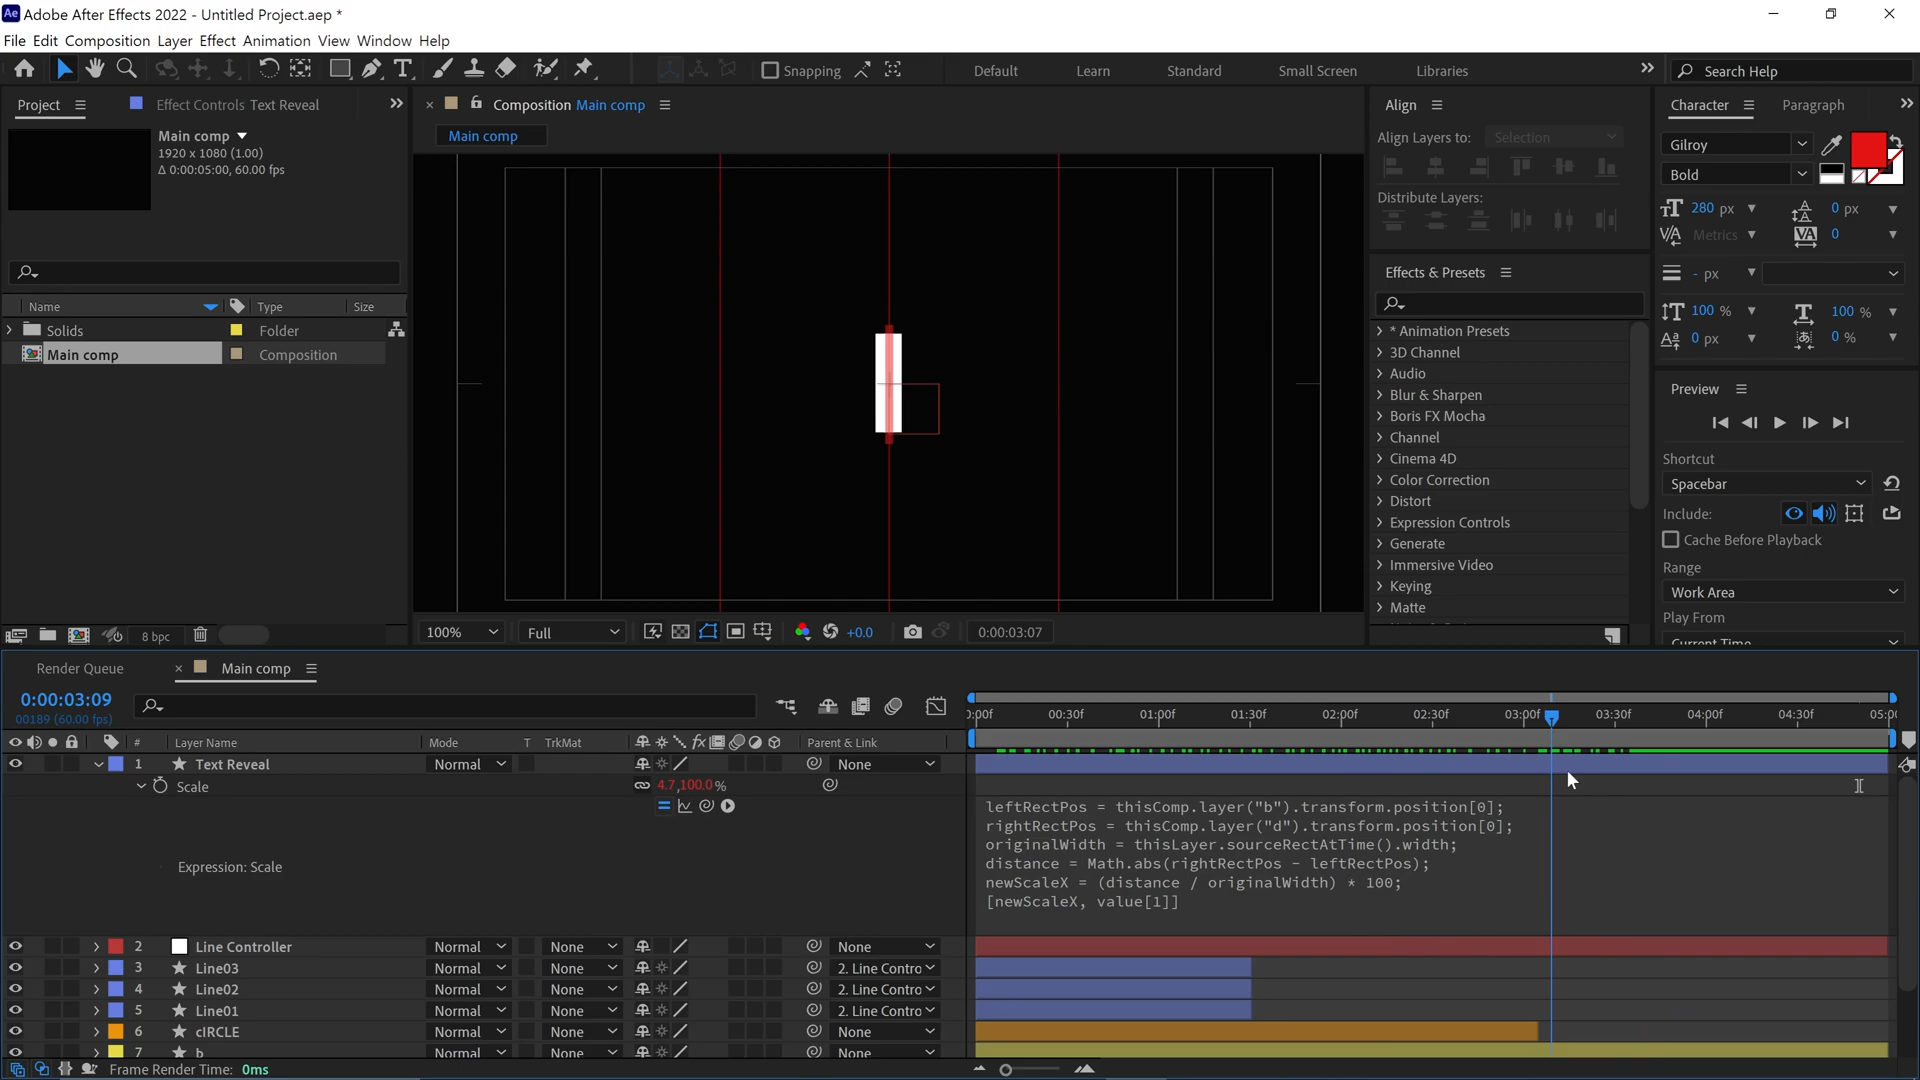 Adobe After Effects 2022 - Untitled Project.aep *
File Edit Composition Layer Effect Animation View Window Help
Snapping
Default
Learn
Standard
Small Screen
Libraries
Search Help
Project
Effect Controls Text Reveal
Main comp
1920 x 1080 (1.00)
Δ 0:00:05:00, 60.00 fps
Name
Type
Size
Solids
Folder
Main comp
Composition
8 bpc
Composition Main comp
Main comp
100%
Full
+0.0
0:00:03:07
Align
Align Layers to:
Selection
Distribute Layers:
Effects & Presets
* Animation Presets
3D Channel
Audio
Blur & Sharpen
Boris FX Mocha
Channel
Cinema 4D
Color Correction
Distort
Expression Controls
Generate
Immersive Video
Keying
Matte
Character
Paragraph
Gilroy
Bold
280 px
0 px
Metrics
0
- px
100 %
100 %
0 px
0 %
Preview
Shortcut
Spacebar
Include:
Cache Before Playback
Range
Work Area
Play From
Current Time
Render Queue
Main comp
0:00:03:09
00189 (60.00 fps)
# Layer Name Mode T TrkMat Parent & Link
00:30f 01:00f 01:30f 02:00f 02:30f 03:00f 03:30f 04:00f 04:30f
1 Text Reveal Normal None
Scale 4.7,100.0 %
Expression: Scale
leftRectPos = thisComp.layer("b").transform.position[0];
rightRectPos = thisComp.layer("d").transform.position[0];
originalWidth = thisLayer.sourceRectAtTime().width;
distance = Math.abs(rightRectPos - leftRectPos);
newScaleX = (distance / originalWidth) * 100;
[newScaleX, value[1]]
2 Line Controller Normal None None
3 Line03 Normal None 2. Line Contro
4 Line02 Normal None 2. Line Contro
5 Line01 Normal None 2. Line Contro
6 cIRCLE Normal None None
7 b Normal None None
Frame Render Time: 0ms